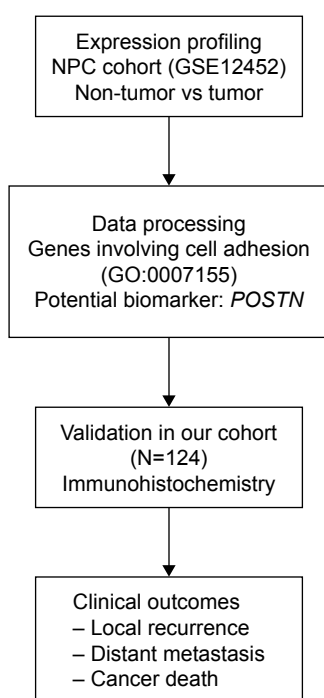 Expression profiling
NPC cohort (GSE12452)
Non-tumor vs tumor
Data processing
Genes involving cell adhesion
(GO:0007155)
Potential biomarker: POSTN
Validation in our cohort
(N=124)
Immunohistochemistry
Clinical outcomes
– Local recurrence
– Distant metastasis
– Cancer death